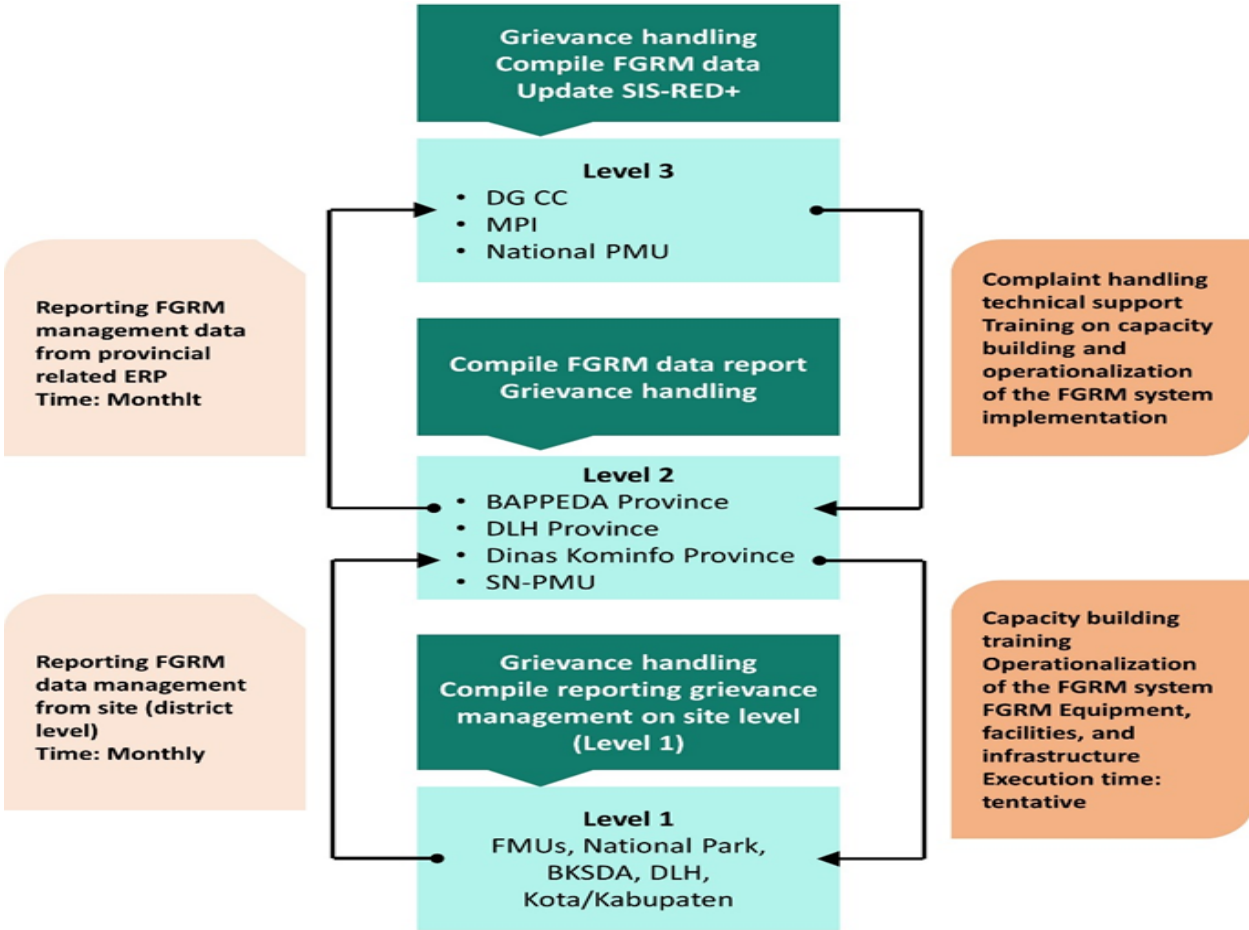 Grievance handling
Compile FGRM data
Update SIS-RED+
Level 3
• DG CC
• MPI
• National PMU
Reporting FGRM
management data
from provincial
related ERP
Time: Monthlt
Complaint handling
technical support
Training on capacity
building and
operationalization
of the FGRM system
implementation
Compile FGRM data report
Grievance handling
Level 2
• BAPPEDA Province
• DLH Province
• Dinas Kominfo Province
• SN-PMU
Reporting FGRM
data management
from site (district
level)
Time: Monthly
Capacity building
training
Operationalization
of the FGRM system
FGRM Equipment,
facilities, and
infrastructure
Execution time:
tentative
Grievance handling
Compile reporting grievance
management on site level
(Level 1)
Level 1
FMUs, National Park,
BKSDA, DLH,
Kota/Kabupaten